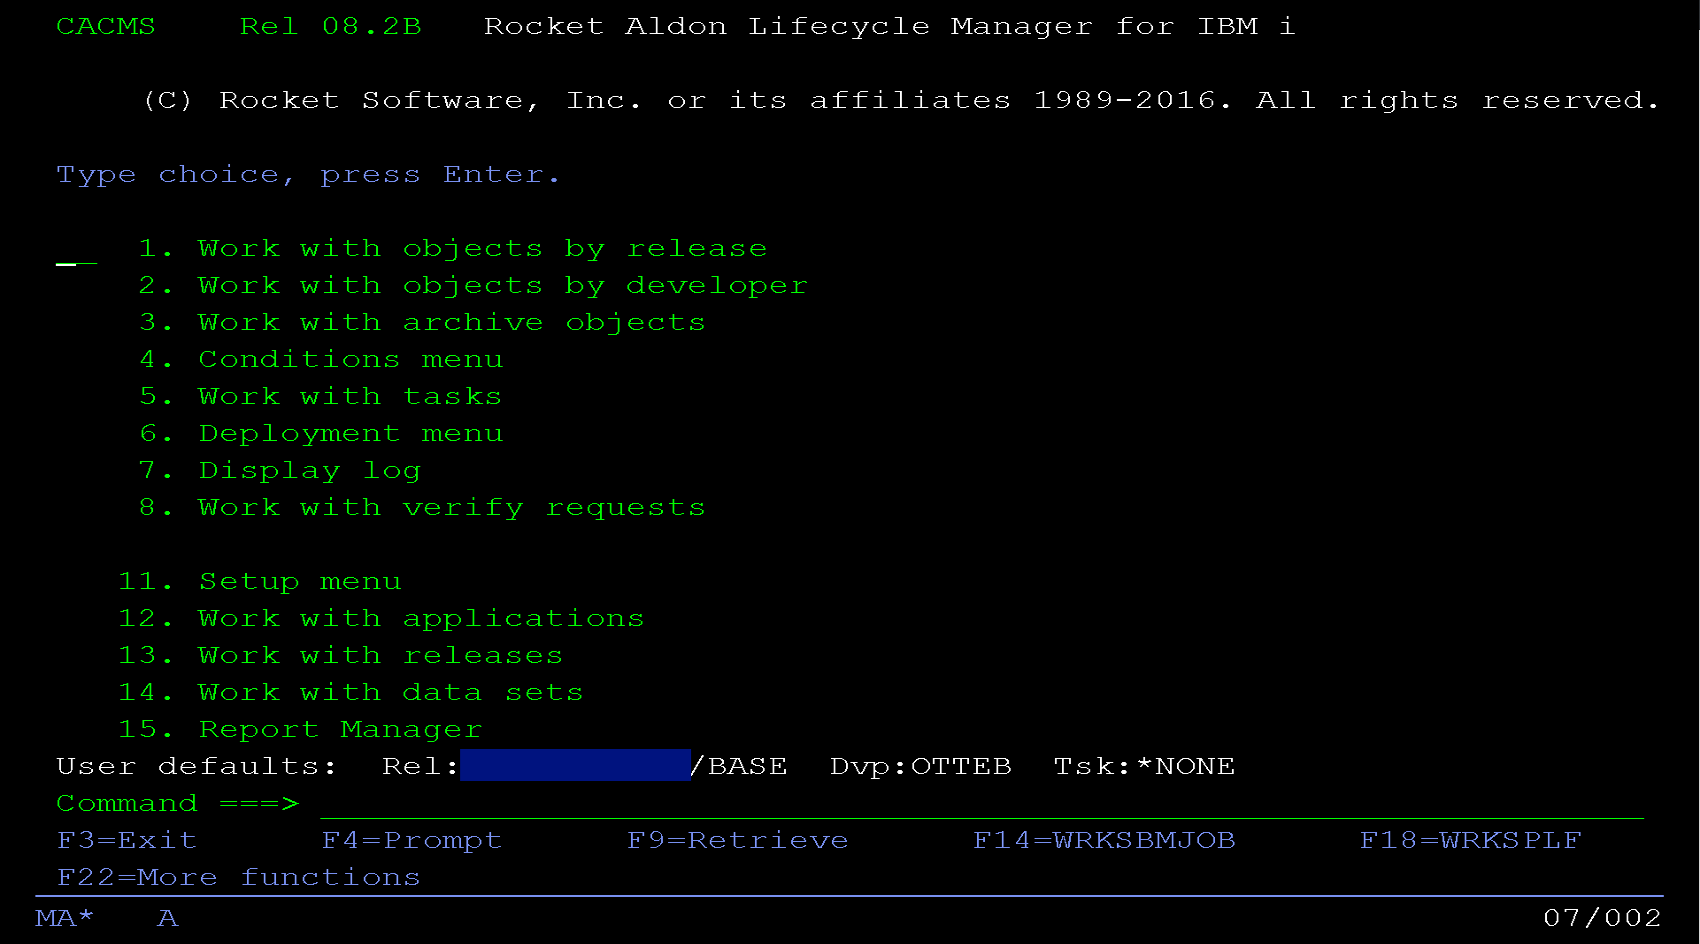 CACMS Rel 08.2B Rocket Aldon Lifecycle Manager for IBM i
(C) Rocket Software, Inc. or its affiliates 1989-2016. All rights reserved.
Type choice, press Enter.
1. Work with objects by release
2. Work with objects by developer
3. Work with archive objects
4. Conditions menu
5. Work with tasks
6. Deployment menu
7. Display log
8. Work with verify requests
11. Setup menu
12. Work with applications
13. Work with releases
14. Work with data sets
15. Report Manager
User defaults: Rel: /BASE Dvp:OTTEB Tsk:*NONE
Command ===>
F3=Exit F4=Prompt F9=Retrieve F14=WRKSBMJOB F18=WRKSPLF
F22=More functions
MA* A 07/002